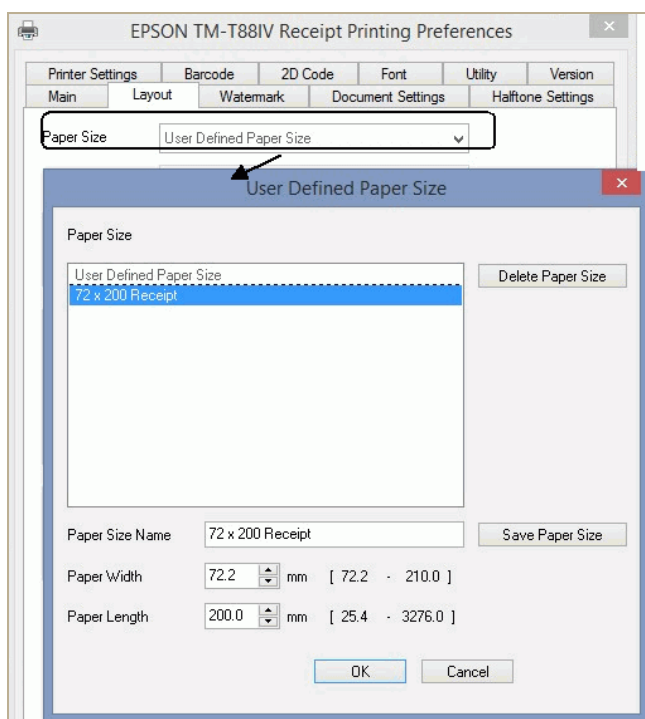 EPSON TM-T88IV Receipt Printing Preferences
Printer Settings Barcode 2D Code Font Utility Version
Main Layout Watermark Document Settings Halftone Settings
Paper Size User Defined Paper Size
User Defined Paper Size
Paper Size
User Defined Paper Size Delete Paper Size
72 x 200 Receipt
Paper Size Name 72 x 200 Receipt Save Paper Size
Paper Width 72.2 mm [ 72.2 - 210.0 ]
Paper Length 200.0 mm [ 25.4 - 3276.0 ]
OK Cancel